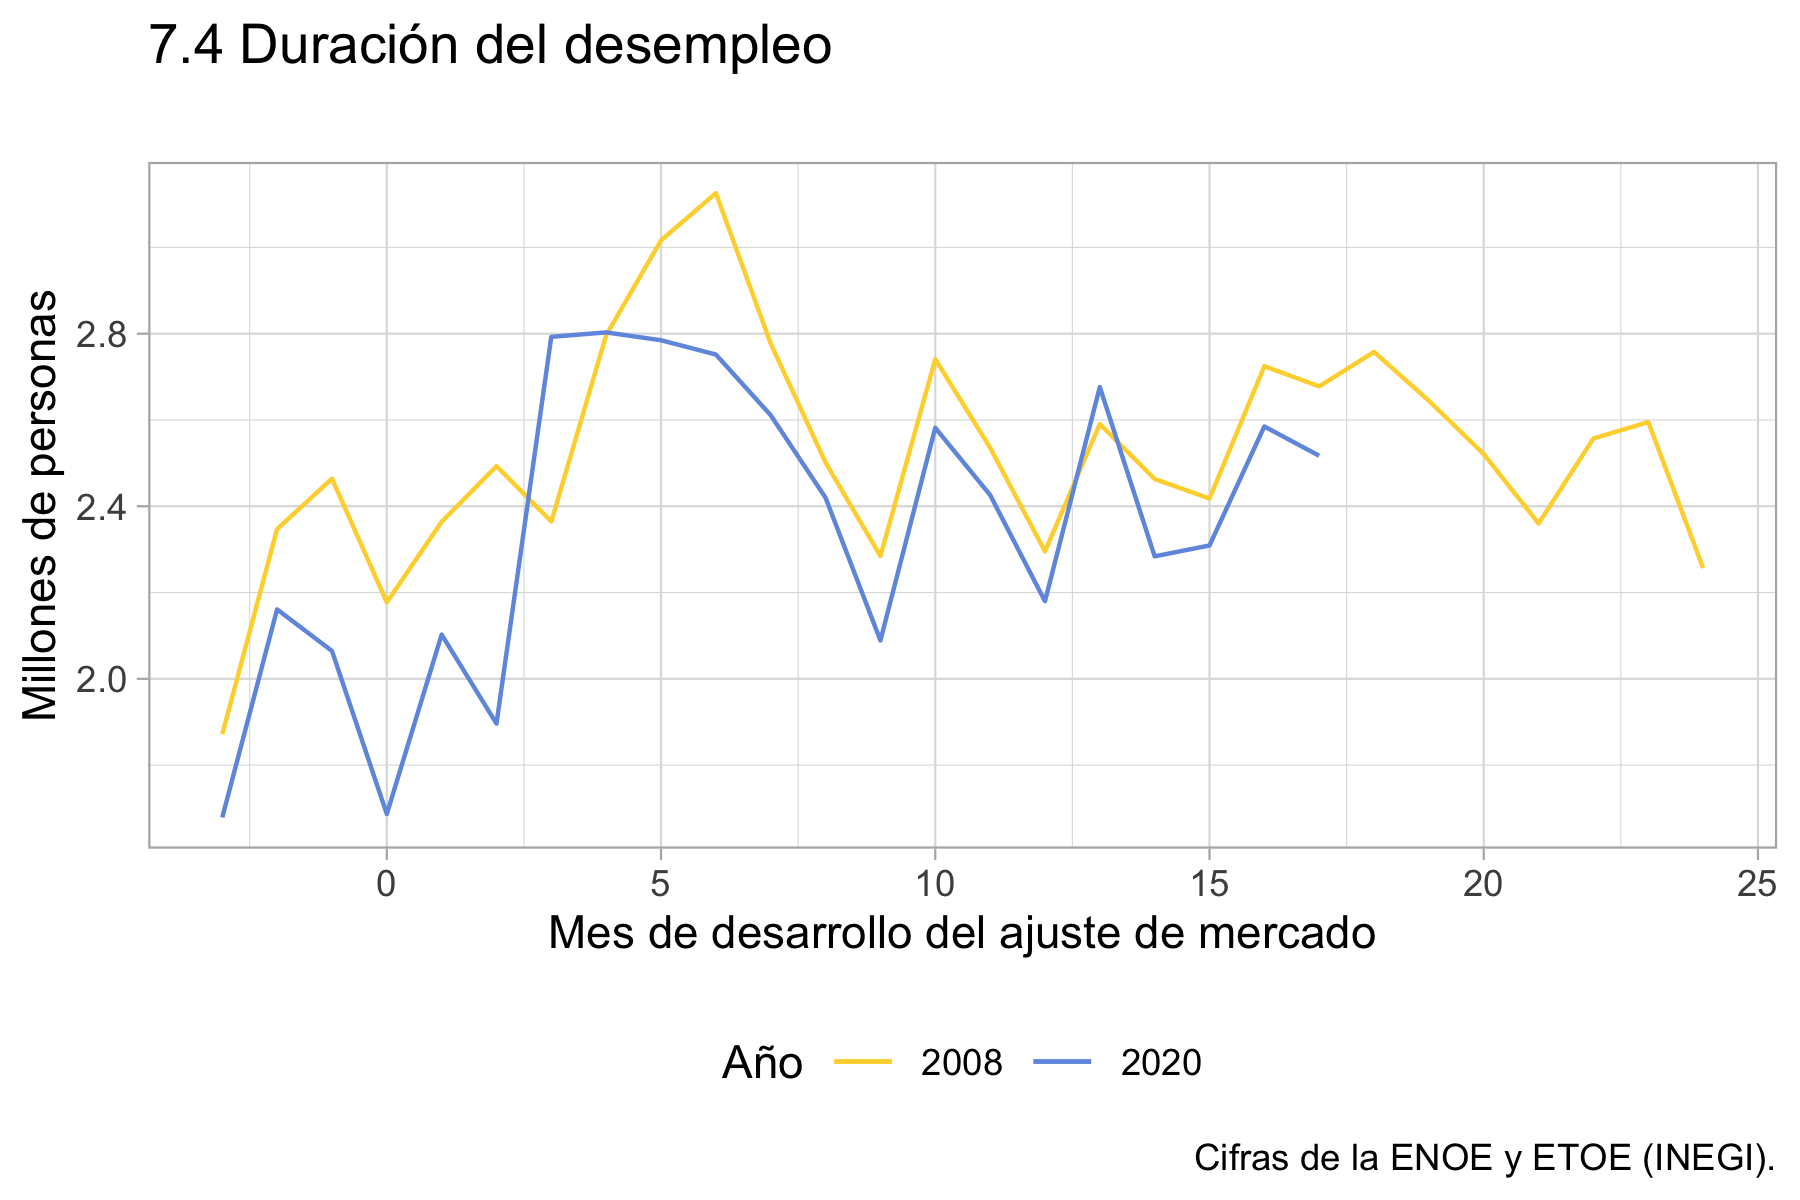 7.4 Duración del desempleo
Millones de personas
2.8
2.4
2.0
0 5 10 15 20 25
Mes de desarrollo del ajuste de mercado
Año 2008 2020
Cifras de la ENOE y ETOE (INEGI).